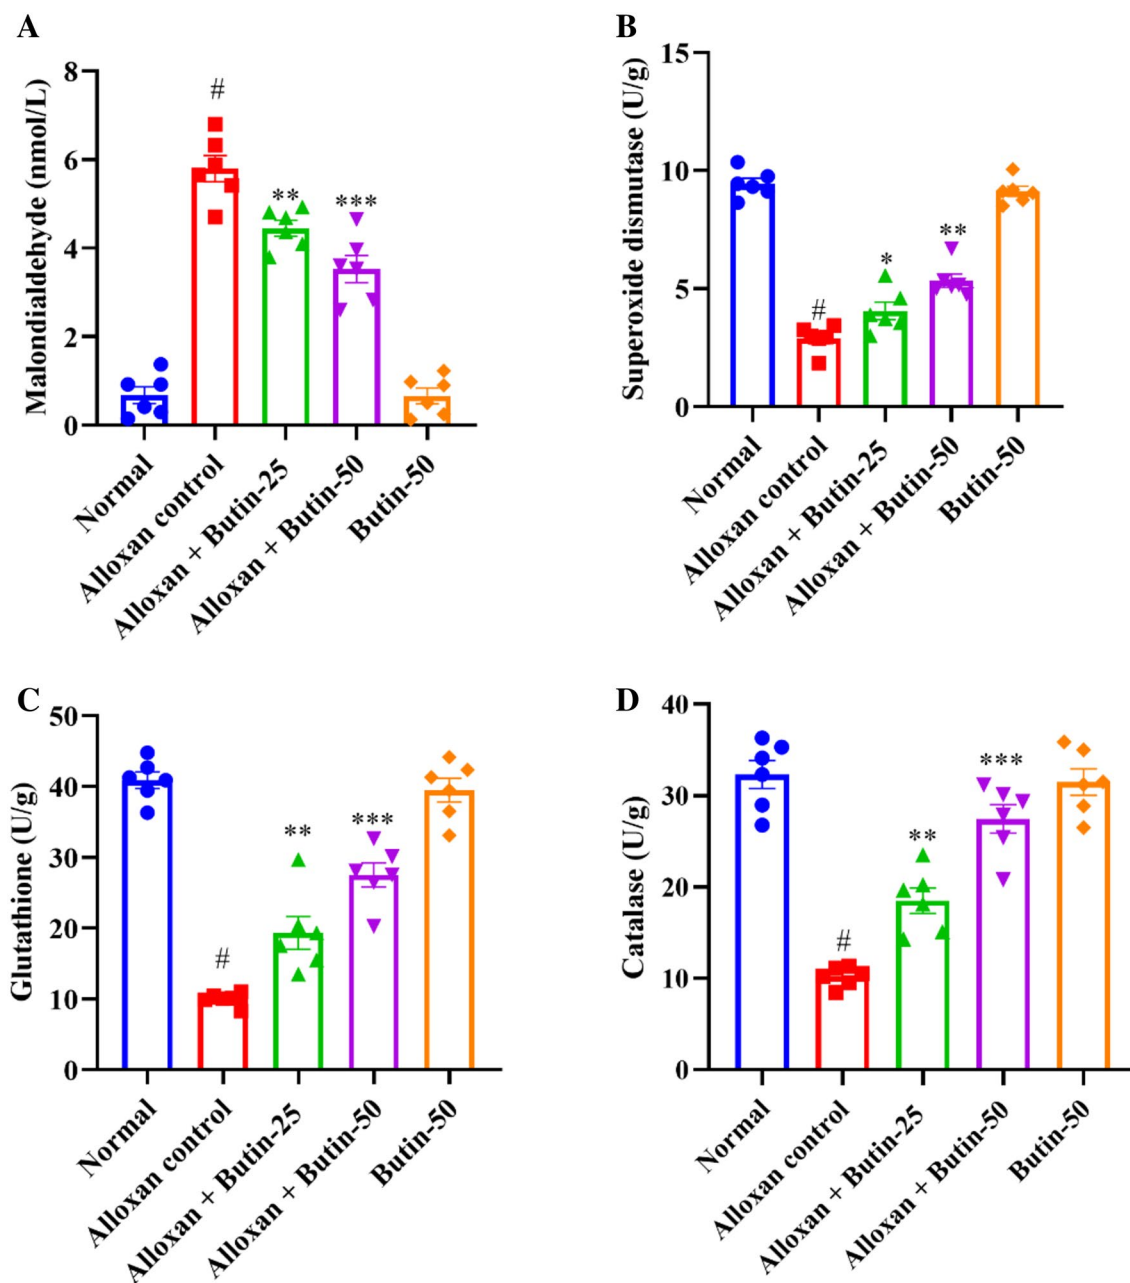 A
Malondialdehyde (nmol/L)
8
6
4
2
0
#
**
***
Normal
Alloxan control
Alloxan + Butin-25
Alloxan + Butin-50
Butin-50
B
Superoxide dismutase (U/g)
15
10
5
0
#
*
**
Normal
Alloxan control
Alloxan + Butin-25
Alloxan + Butin-50
Butin-50
C
Glutathione (U/g)
50
40
30
20
10
0
#
**
***
Normal
Alloxan control
Alloxan + Butin-25
Alloxan + Butin-50
Butin-50
D
Catalase (U/g)
40
30
20
10
0
#
**
***
Normal
Alloxan control
Alloxan + Butin-25
Alloxan + Butin-50
Butin-50